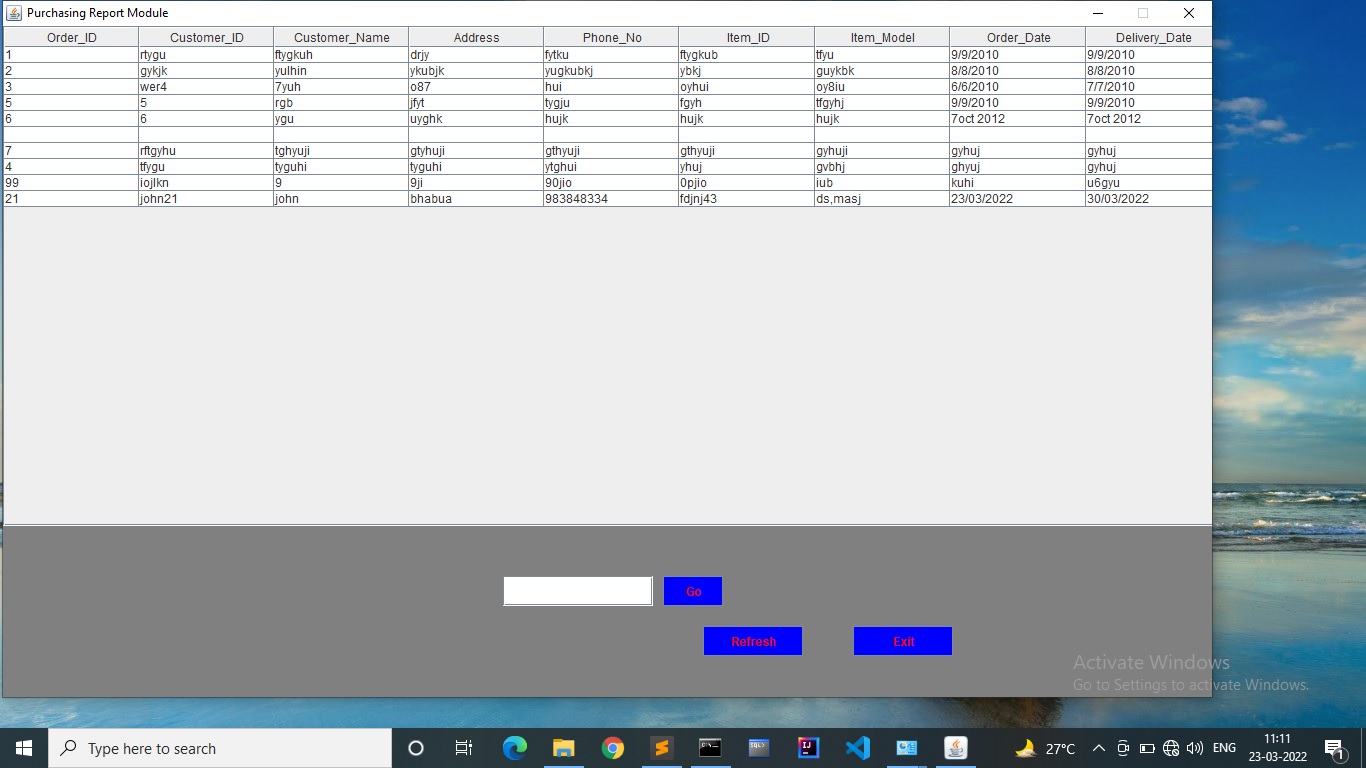 Purchasing Report Module
Order_ID Customer_ID Customer_Name Address Phone_No Item_ID Item_Model Order_Date Delivery_Date
1 rtygu ftygkuh drjy fytku ftygkub tfyu 9/9/2010 9/9/2010
2 gykjk yulhin ykubjk yugkubkj ybkj guykbk 8/8/2010 8/8/2010
3 wer4 7yuh o87 hui oyhui oy8iu 6/6/2010 7/7/2010
5 5 rgb jfyt tygju fgyh tfgyhj 9/9/2010 9/9/2010
6 6 ygu uyghk hujk hujk hujk 7oct 2012 7oct 2012
7 rftgyhu tghyuji gtyhuji gthyuji gthyuji gyhuji gyhuj gyhuj
4 tfygu tyguhi tyguhi ytghui yhuj gvbhj ghyuj gyhuj
99 iojlkn 9 9ji 90jio 0pjio iub kuhi u6gyu
21 john21 john bhabua 983848334 fdjnj43 ds,masj 23/03/2022 30/03/2022
Go
Refresh Exit
Activate Windows
Go to Settings to activate Windows.
Type here to search 27°C ENG 11:11
23-03-2022 1